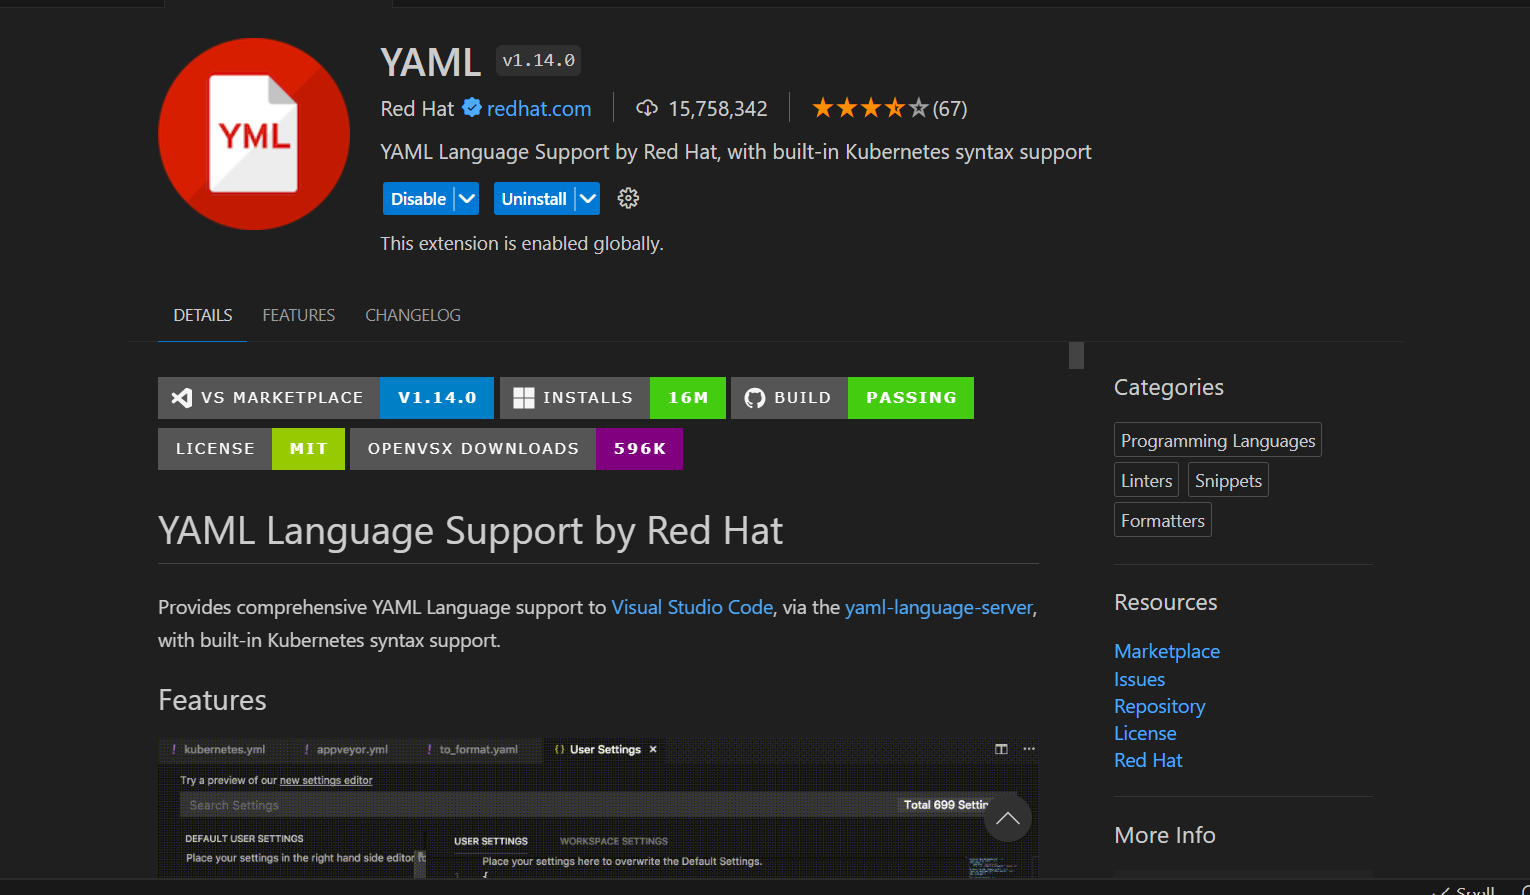 YML
YAML v1.14.0
Red Hat redhat.com 15,758,342 (67)
YAML Language Support by Red Hat, with built-in Kubernetes syntax support
Disable Uninstall
This extension is enabled globally.
DETAILS FEATURES CHANGELOG
VS MARKETPLACE V1.14.0 INSTALLS 16M BUILD PASSING
LICENSE MIT OPENVSX DOWNLOADS 596K
YAML Language Support by Red Hat
Provides comprehensive YAML Language support to Visual Studio Code, via the yaml-language-server,
with built-in Kubernetes syntax support.
Features
! kubernetes.yml ! appveyor.yml ! to_format.yaml {} User Settings ×
Try a preview of our new settings editor
Search Settings Total 699 Settin
DEFAULT USER SETTINGS
Place your settings in the right hand side editor to
USER SETTINGS WORKSPACE SETTINGS
Place your settings here to overwrite the Default Settings.
1 {
Categories
Programming Languages
Linters Snippets
Formatters
Resources
Marketplace
Issues
Repository
License
Red Hat
More Info